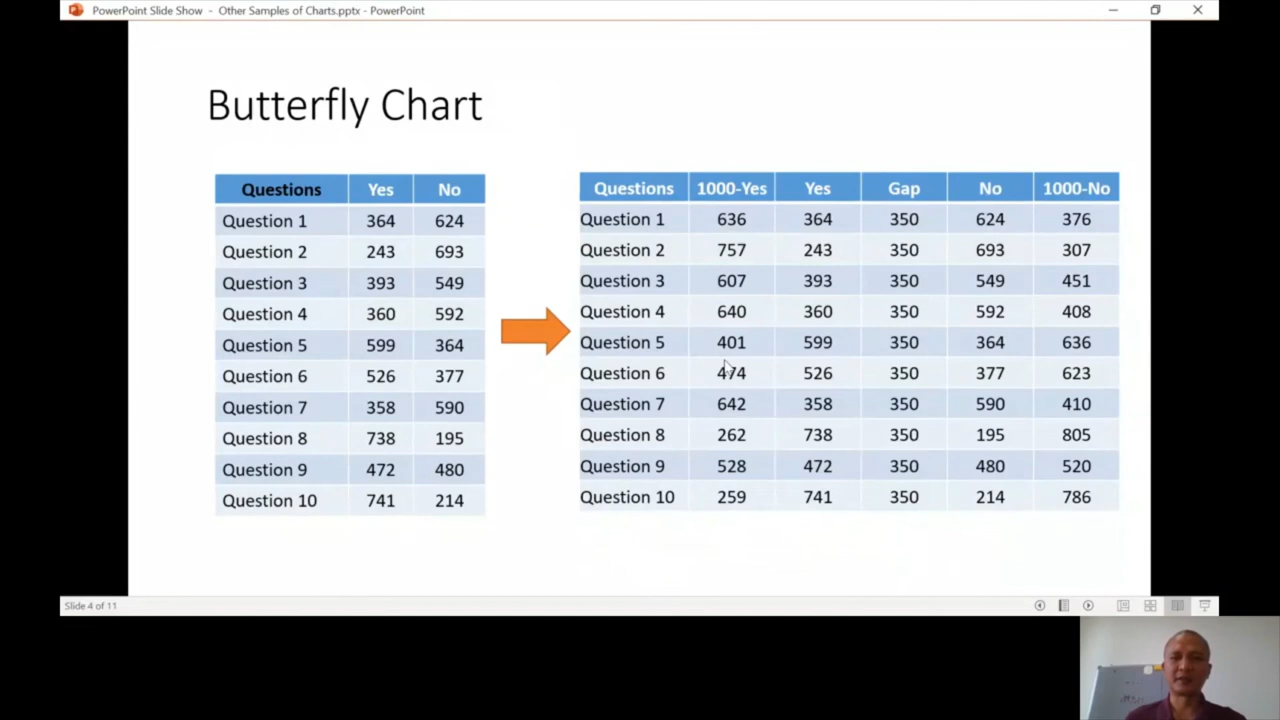 PowerPoint Slide Show - Other Samples of Charts.pptx - PowerPoint
Butterfly Chart
Questions Yes No
Question 1 364 624
Question 2 243 693
Question 3 393 549
Question 4 360 592
Question 5 599 364
Question 6 526 377
Question 7 358 590
Question 8 738 195
Question 9 472 480
Question 10 741 214
Questions 1000-Yes Yes Gap No 1000-No
Question 1 636 364 350 624 376
Question 2 757 243 350 693 307
Question 3 607 393 350 549 451
Question 4 640 360 350 592 408
Question 5 401 599 350 364 636
Question 6 474 526 350 377 623
Question 7 642 358 350 590 410
Question 8 262 738 350 195 805
Question 9 528 472 350 480 520
Question 10 259 741 350 214 786
Slide 4 of 11